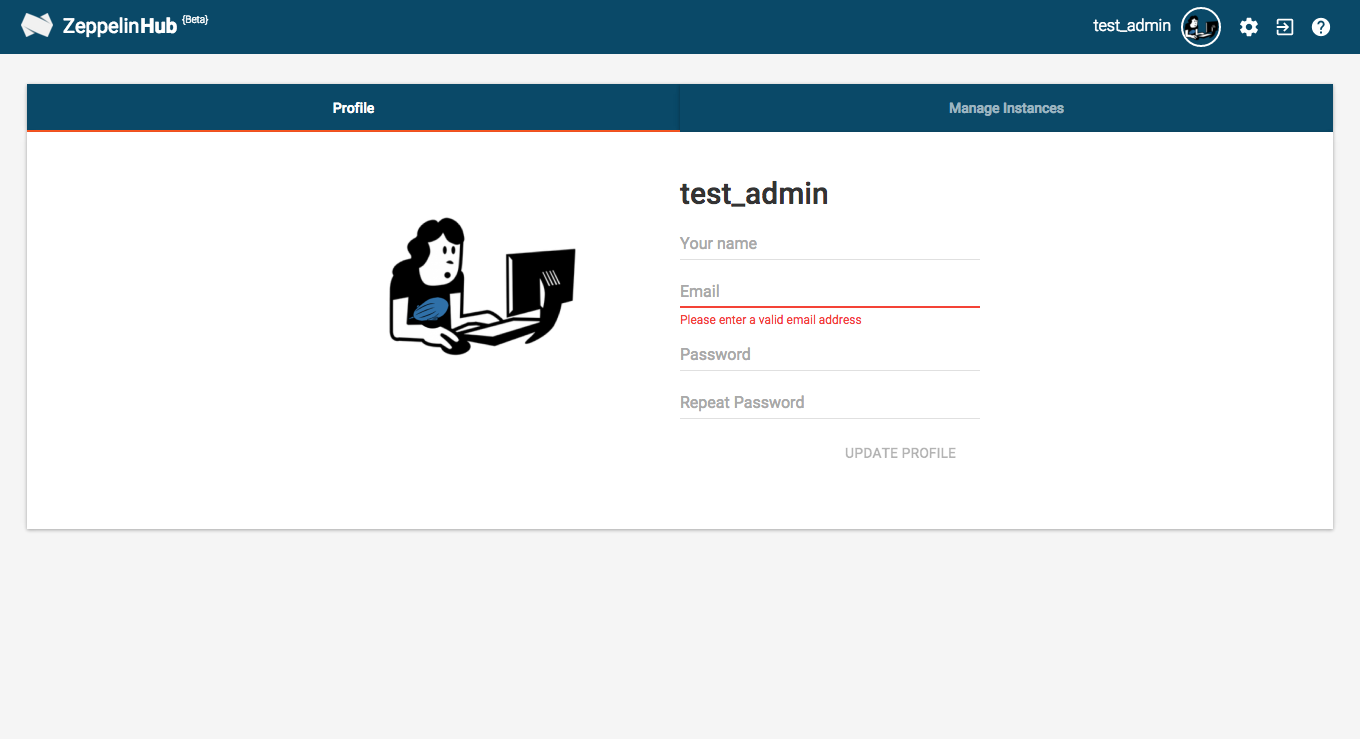 ZeppelinHub {Beta}
test_admin
Profile
Manage Instances
test_admin
Your name
Email
Please enter a valid email address
Password
Repeat Password
UPDATE PROFILE